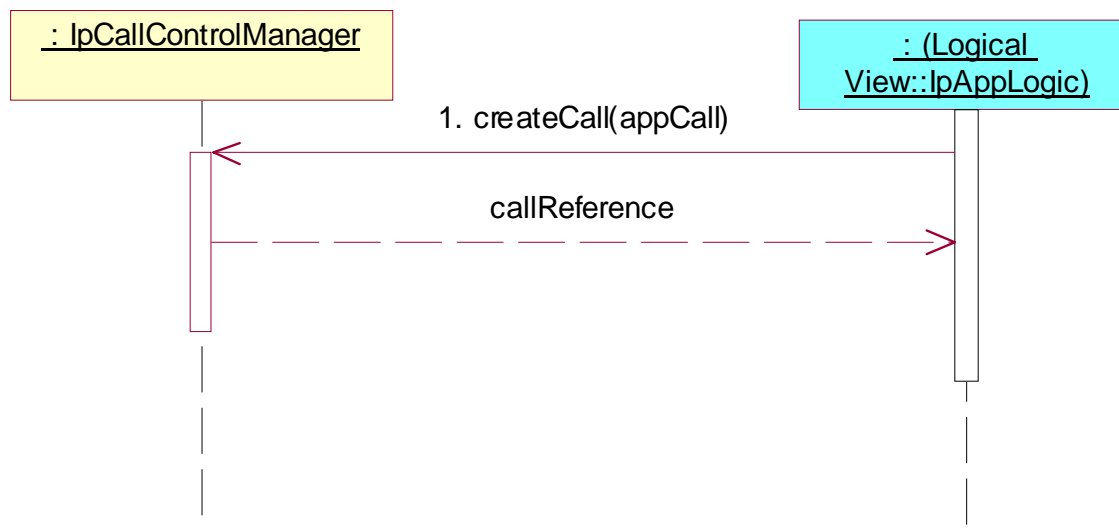 : IpCallControlManager
: (Logical
View::IpAppLogic)
1. createCall(appCall)
callReference